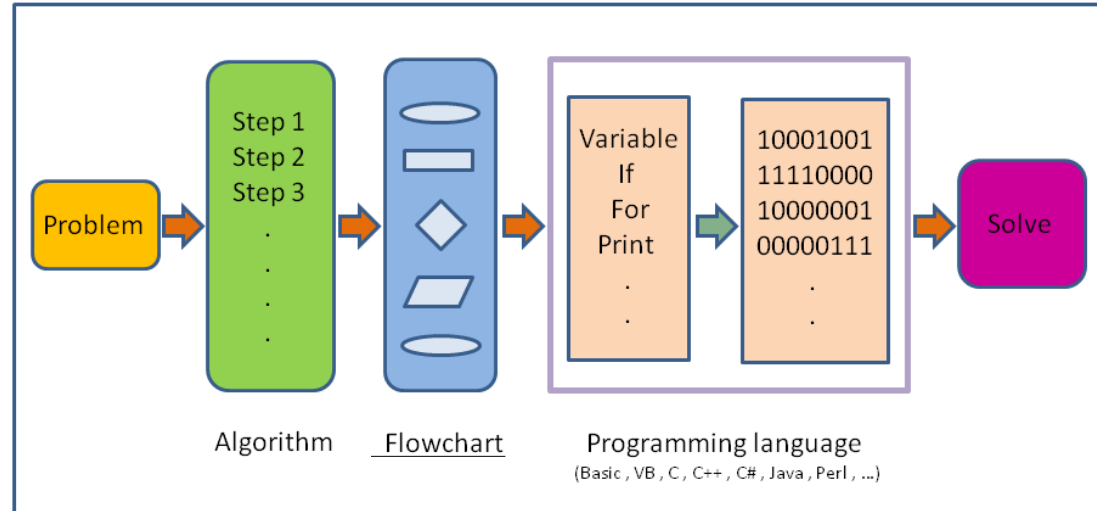 Problem
Step 1
Step 2
Step 3
.
.
.
.
Algorithm
Flowchart
Variable
If
For
Print
.
.
10001001
11110000
10000001
00000111
.
.
Programming language
(Basic , VB , C , C++ , C# , Java , Perl , ...)
Solve